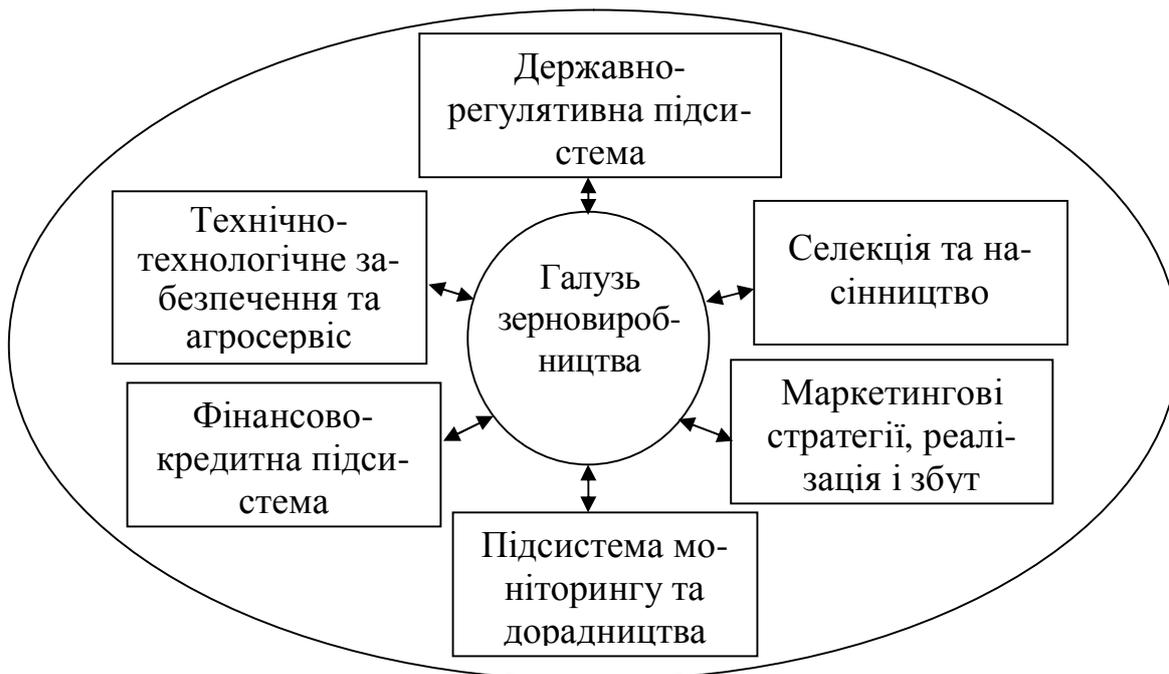 Державно-
регулятивна підси-
стема
Технічно-
технологічне за-
безпечення та
агросервіс
Галузь
зерновироб-
ництва
Селекція та на-
сінництво
Фінансово-
кредитна підси-
стема
Маркетингові
стратегії, реалі-
зація і збут
Підсистема мо-
ніторингу та
дорадництва